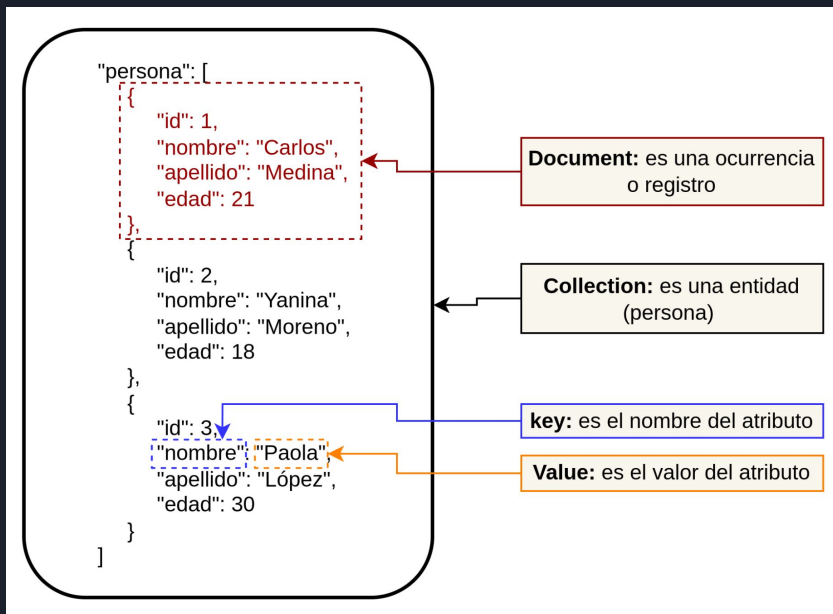 "persona": [
{
"id": 1,
"nombre": "Carlos",
"apellido": "Medina",
"edad": 21
},
{
"id": 2,
"nombre": "Yanina",
"apellido": "Moreno",
"edad": 18
},
{
"id": 3,
"nombre": "Paola",
"apellido": "López",
"edad": 30
}
]
Document: es una ocurrencia
o registro
Collection: es una entidad
(persona)
key: es el nombre del atributo
Value: es el valor del atributo